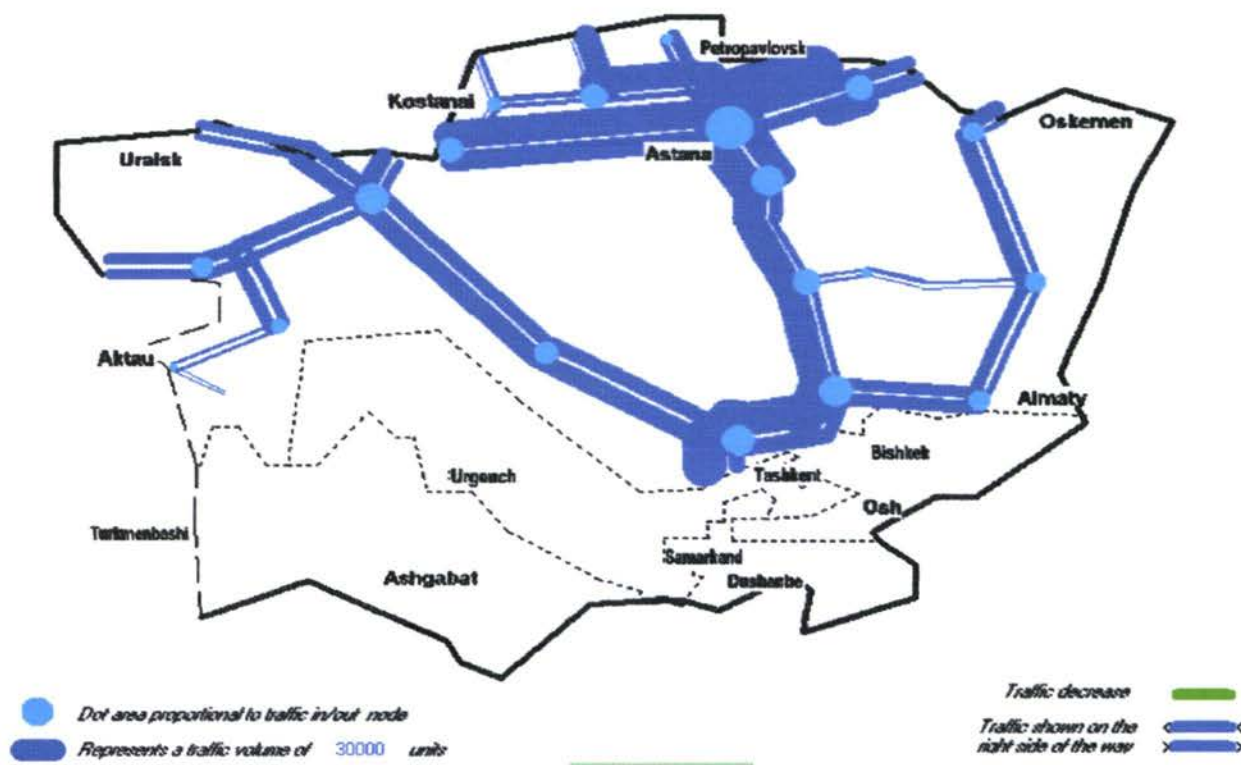 Petropavlovsk
Kostanai
Oskemen
Uralsk
Astana
Aktau
Almaty
Bishkek
Urgench
Tashkent
Osh
Turkmenbashi
Samarkand
Ashgabat
Dushanbe
Traffic decrease
Dot area proportional to traffic in/out node
Traffic shown on the
right side of the way
Represents a traffic volume of 30000 units